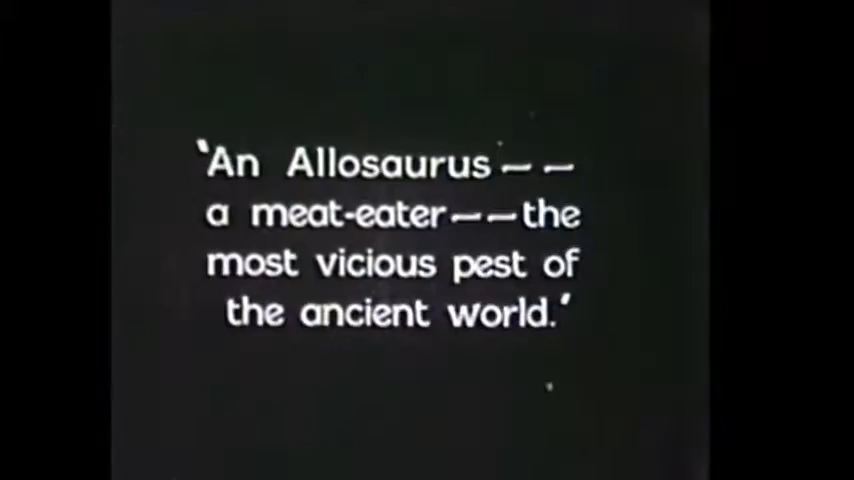 'An Allosaurus — —
a meat-eater — — the
most vicious pest of
the ancient world.'